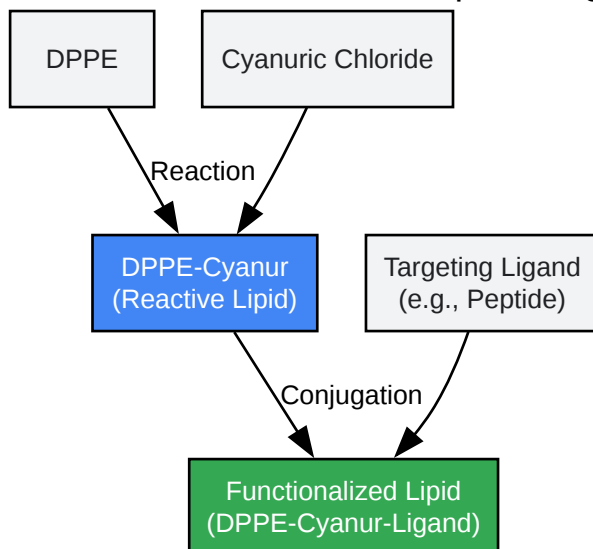 DPPE
Cyanuric Chloride
Reaction
DPPE-Cyanur
(Reactive Lipid)
Targeting Ligand
(e.g., Peptide)
Conjugation
Functionalized Lipid
(DPPE-Cyanur-Ligand)